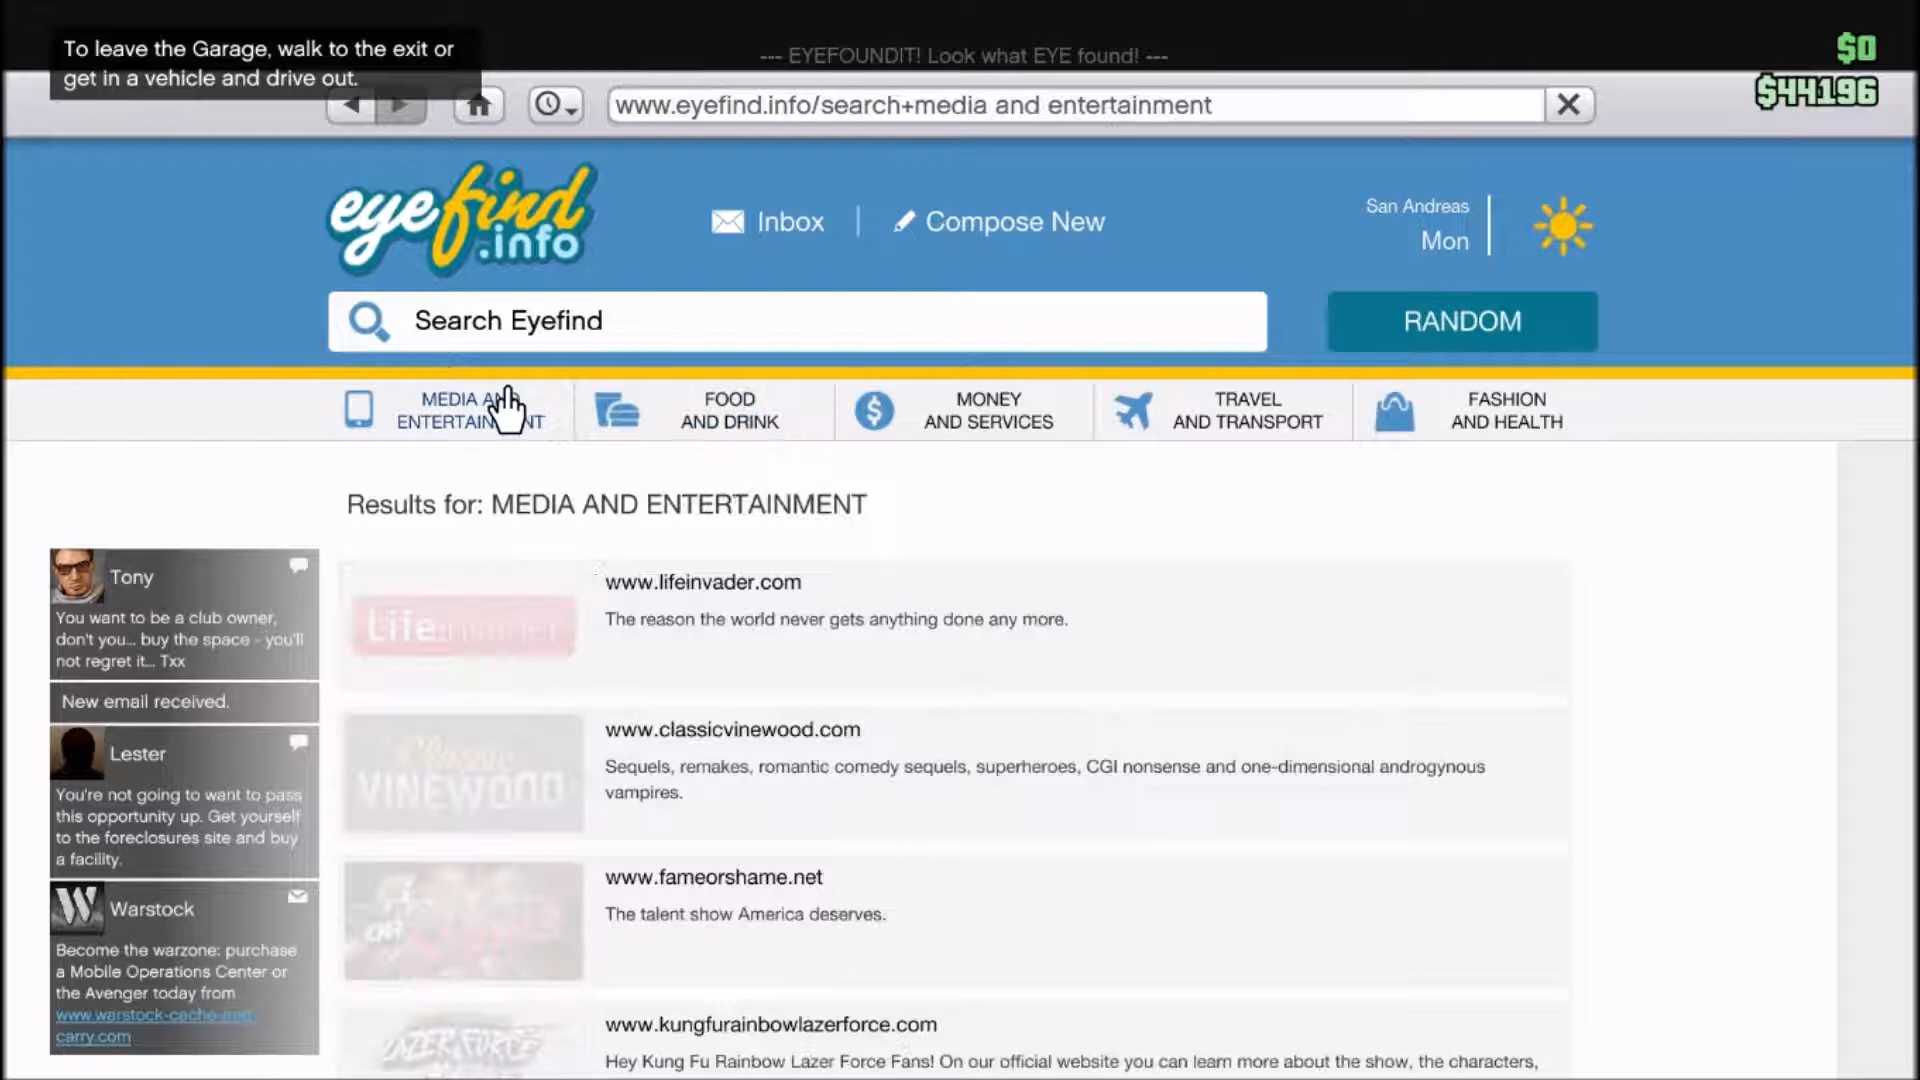 To leave the Garage, walk to the exit or
get in a vehicle and drive out.
--- EYEFOUNDIT! Look what EYE found! ---
$0
$44196
www.eyefind.info/search+media and entertainment
eyefind
.info
Inbox
Compose New
San Andreas
Mon
Search Eyefind
RANDOM
MEDIA AND
ENTERTAINMENT
FOOD
AND DRINK
MONEY
AND SERVICES
TRAVEL
AND TRANSPORT
FASHION
AND HEALTH
Results for: MEDIA AND ENTERTAINMENT
Tony
You want to be a club owner,
don't you... buy the space - you'll
not regret it... Txx
New email received.
Lester
You're not going to want to pass
this opportunity up. Get yourself
to the foreclosures site and buy
a facility.
Warstock
Become the warzone: purchase
a Mobile Operations Center or
the Avenger today from
www.warstock-cache-and-
carry.com
Lifeinvader
www.lifeinvader.com
The reason the world never gets anything done any more.
Classic
VINEWOOD
www.classicvinewood.com
Sequels, remakes, romantic comedy sequels, superheroes, CGI nonsense and one-dimensional androgynous
vampires.
www.fameorshame.net
The talent show America deserves.
LAZER FORCE
www.kungfurainbowlazerforce.com
Hey Kung Fu Rainbow Lazer Force Fans! On our official website you can learn more about the show, the characters,